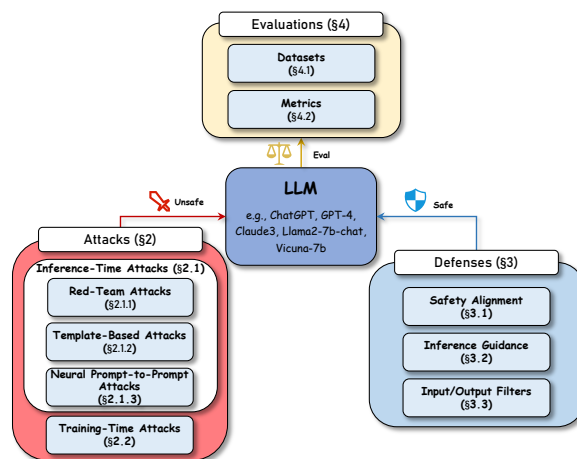 Evaluations (§4)
Datasets
(§4.1)
Metrics
(§4.2)
Eval
LLM
e.g., ChatGPT, GPT-4,
Claude3, Llama2-7b-chat,
Vicuna-7b
Unsafe
Safe
Attacks (§2)
Inference-Time Attacks (§2.1)
Red-Team Attacks
(§2.1.1)
Template-Based Attacks
(§2.1.2)
Neural Prompt-to-Prompt
Attacks
(§2.1.3)
Training-Time Attacks
(§2.2)
Defenses (§3)
Safety Alignment
(§3.1)
Inference Guidance
(§3.2)
Input/Output Filters
(§3.3)